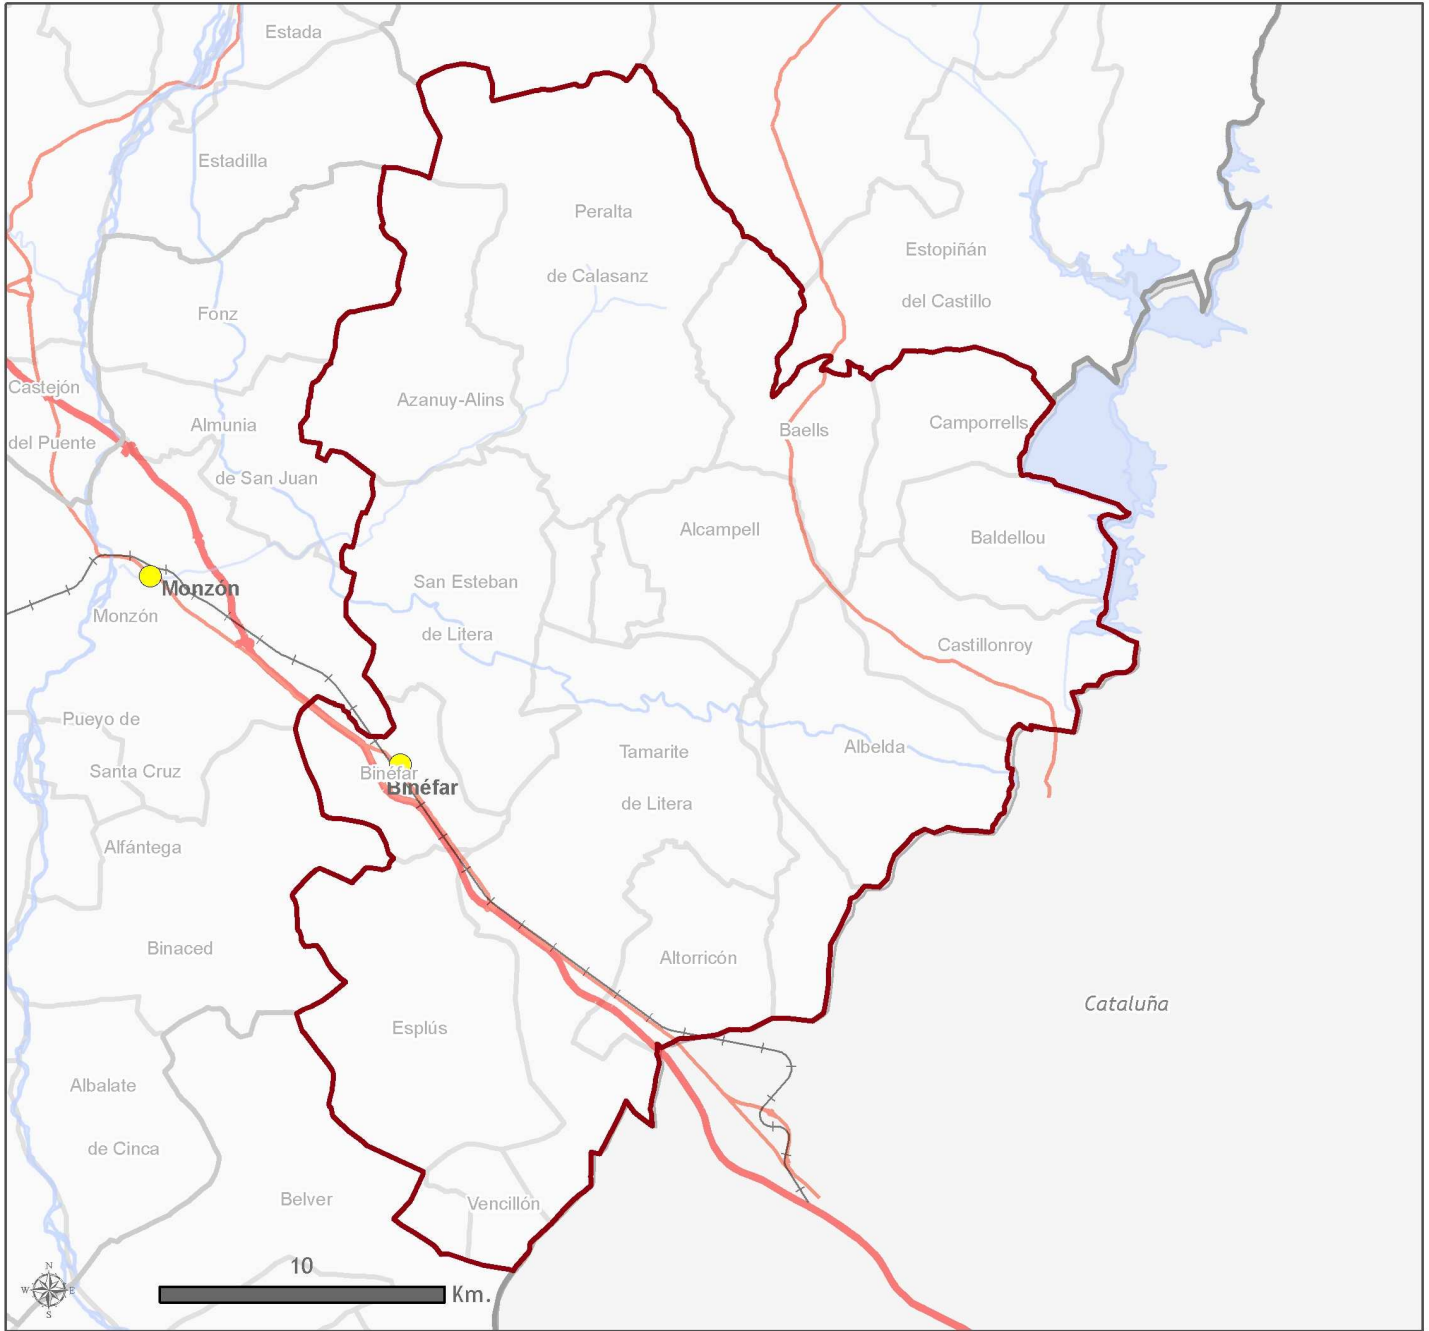 Estada
Estadilla
Peralta
de Calasanz
Estopiñán
del Castillo
Fonz
Castejón
del Puente
Azanuy-Alins
Almunia
de San Juan
Baells
Camporrells
Alcampell
Baldellou
San Esteban
de Litera
Monzón
Monzón
Castillonroy
Pueyo de
Santa Cruz
Binéfar
Binéfar
Tamarite
de Litera
Albelda
Alfántega
Binaced
Altorricón
Cataluña
Esplús
Albalate
de Cinca
Belver
Vencillón
N
W E
S
10
Km.